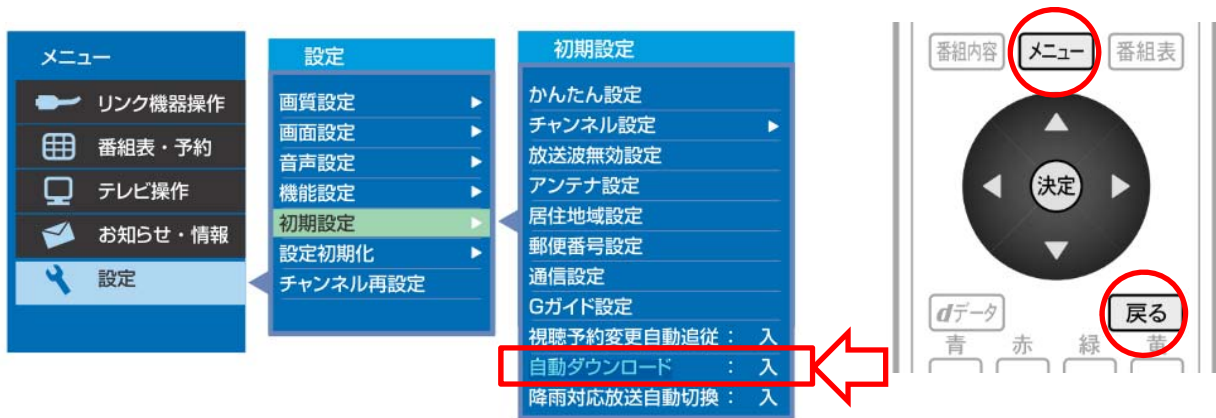 メニュー
リンク機器操作
番組表・予約
テレビ操作
お知らせ・情報
設定
設定
画質設定
画面設定
音声設定
機能設定
初期設定
設定初期化
チャンネル再設定
初期設定
かんたん設定
チャンネル設定
放送波無効設定
アンテナ設定
居住地域設定
郵便番号設定
通信設定
Gガイド設定
視聴予約変更自動追従： 入
自動ダウンロード ： 入
降雨対応放送自動切換： 入
番組内容 メニュー 番組表
決定
dデータ 戻る
青 赤 緑 黄